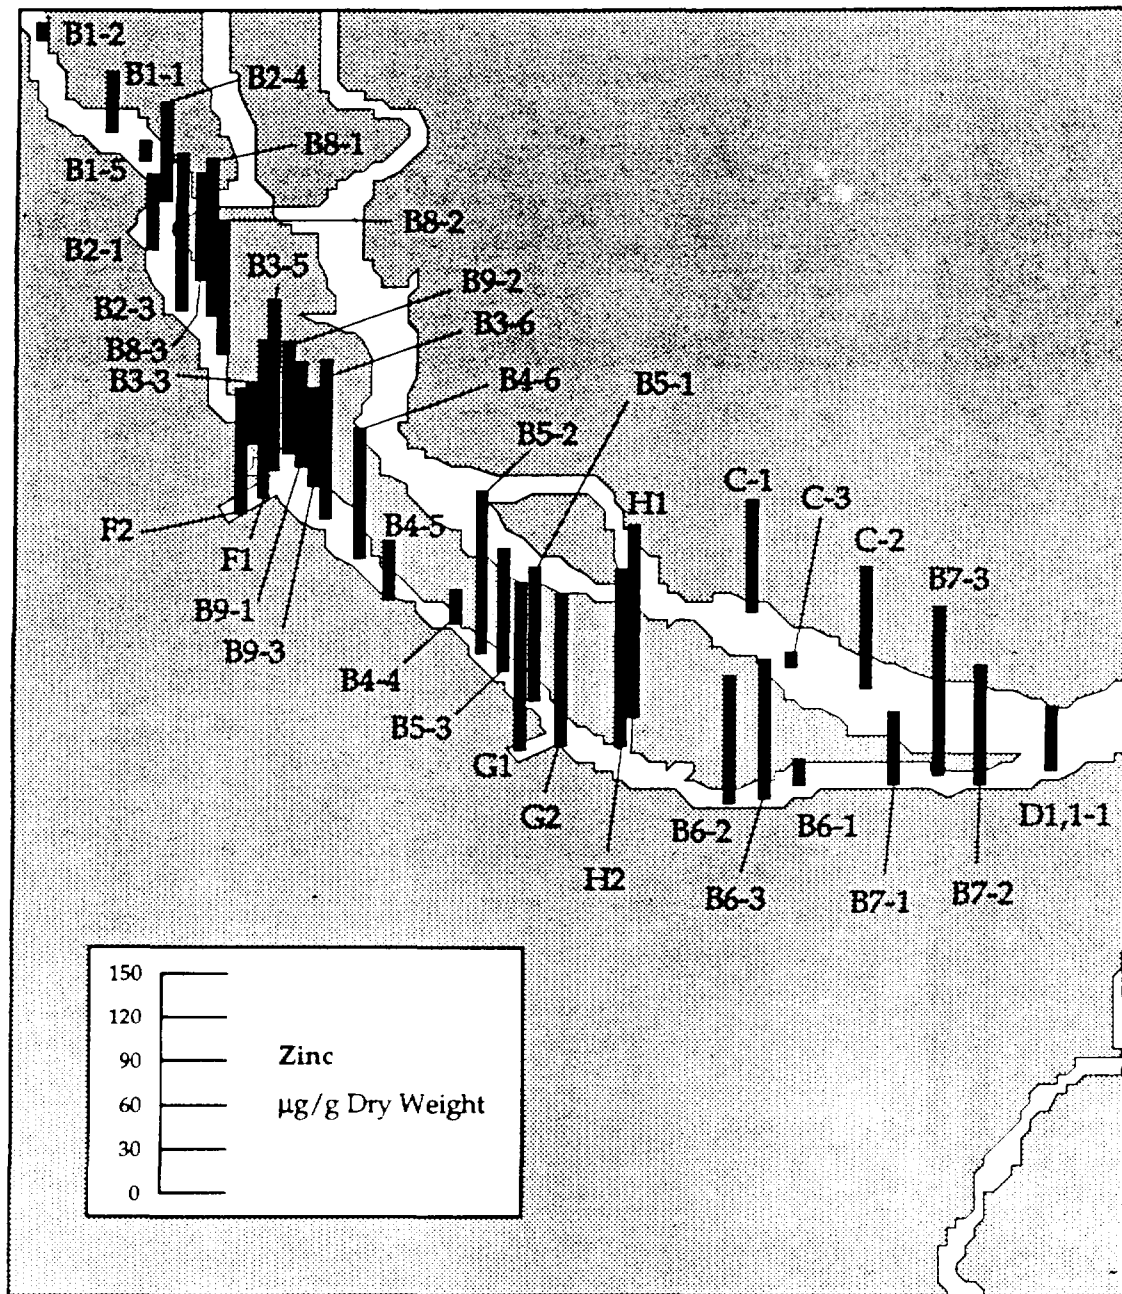 B1-2
B1-1
B2-4
B8-1
B1-5
B8-2
B2-1
B3-5
B9-2
B2-3
B3-6
B8-3
B3-3
B4-6
B5-1
B5-2
C-1
C-3
H1
F2
B4-5
C-2
F1
B7-3
B9-1
B9-3
B4-4
B5-3
G1
G2
B6-2
B6-1
D1,1-1
H2
B6-3
B7-1
B7-2
150
120
90
Zinc
60
µg/g Dry Weight
30
0